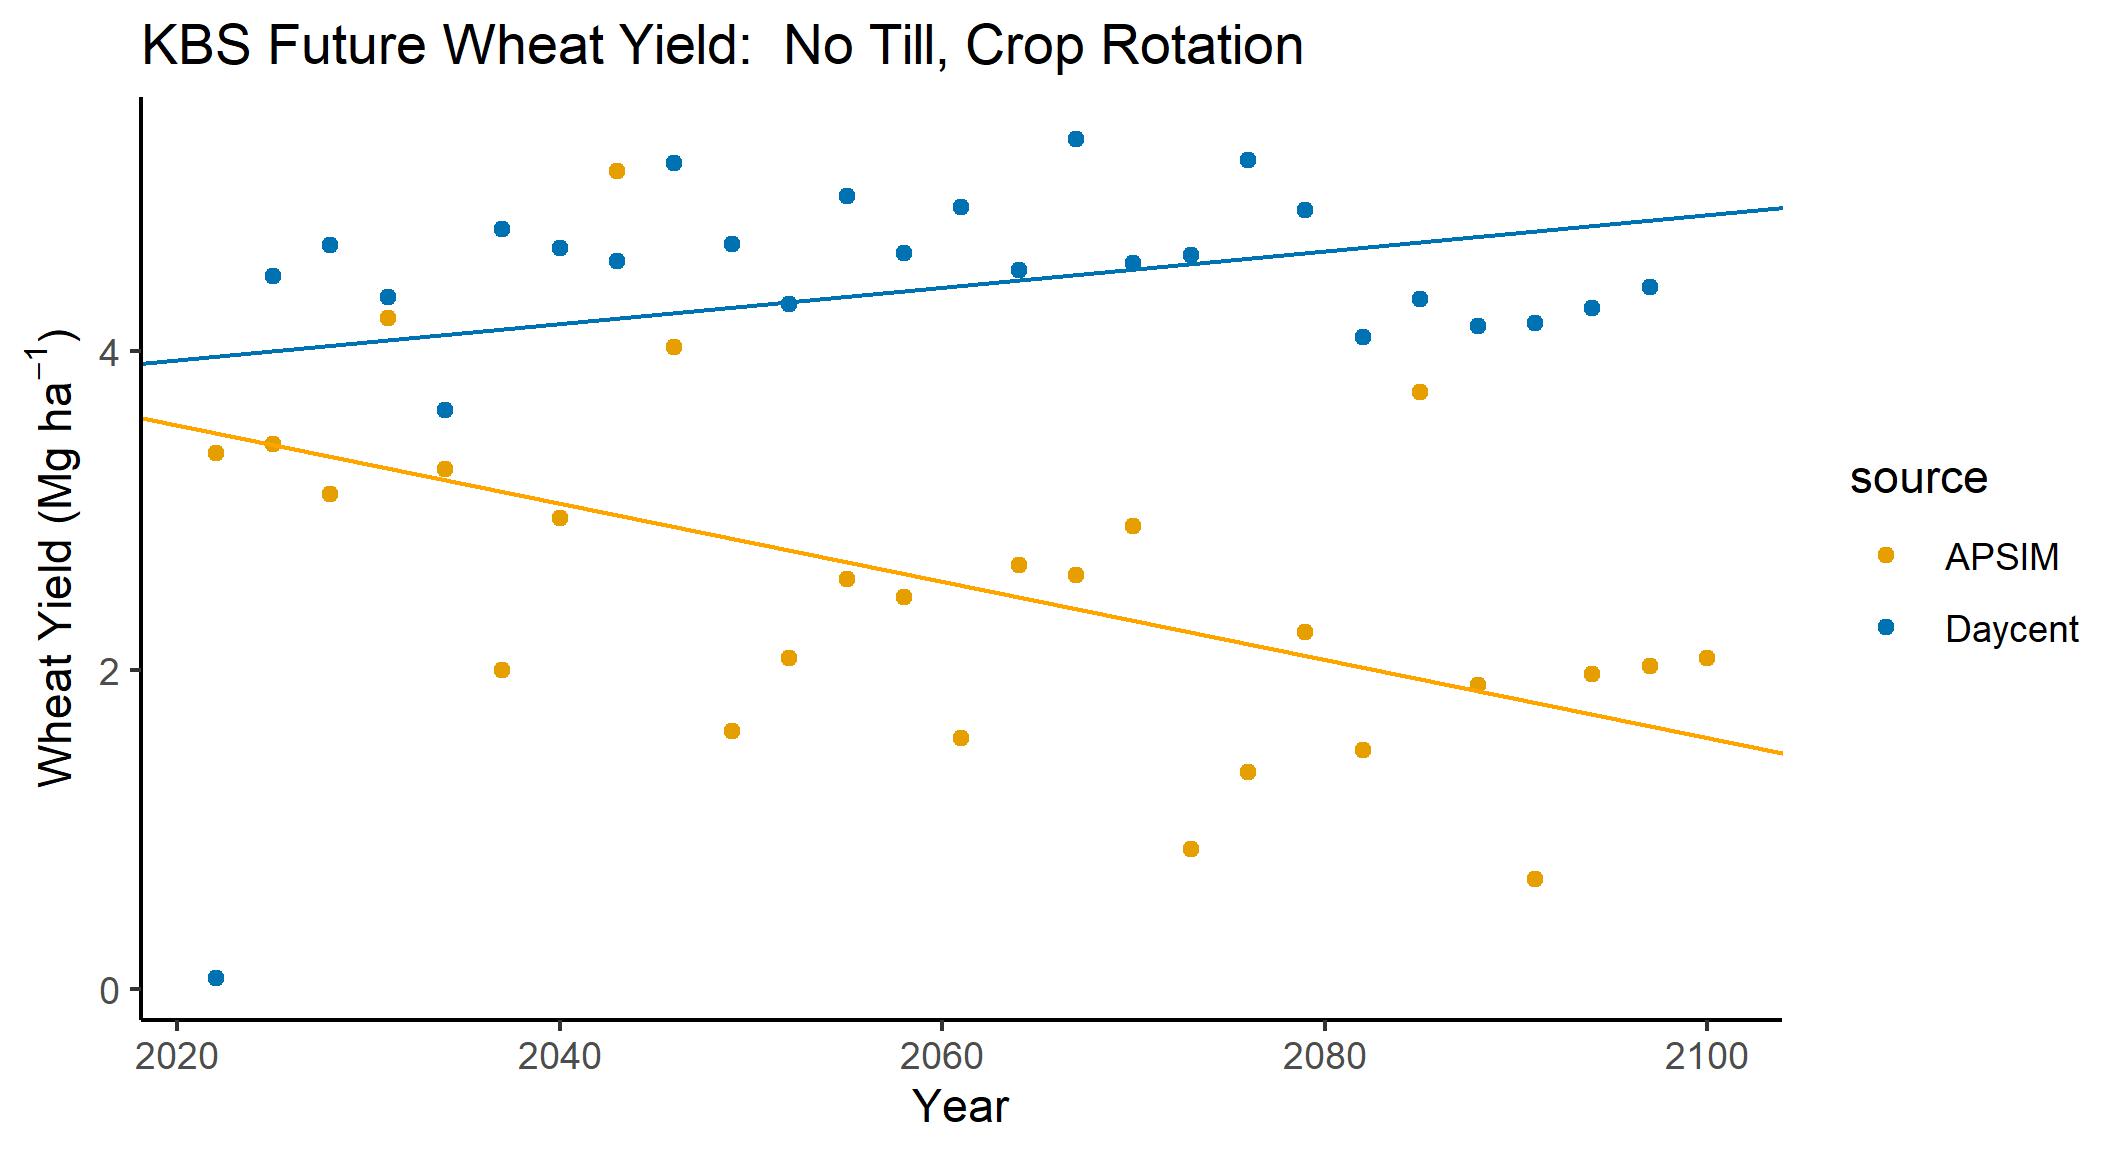 KBS Future Wheat Yield:  No Till, Crop Rotation
Wheat Yield (Mg ha⁻¹)
4
2
0
2020 2040 2060 2080 2100
Year
source
APSIM
Daycent